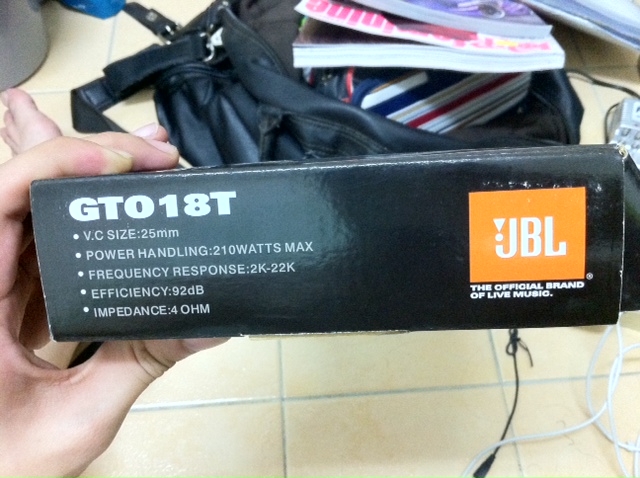 GTO18T
• V.C SIZE:25mm
• POWER HANDLING:210WATTS MAX
• FREQUENCY RESPONSE:2K-22K
• EFFICIENCY:92dB
• IMPEDANCE:4 OHM
JBL
®
THE OFFICIAL BRAND
OF LIVE MUSIC.